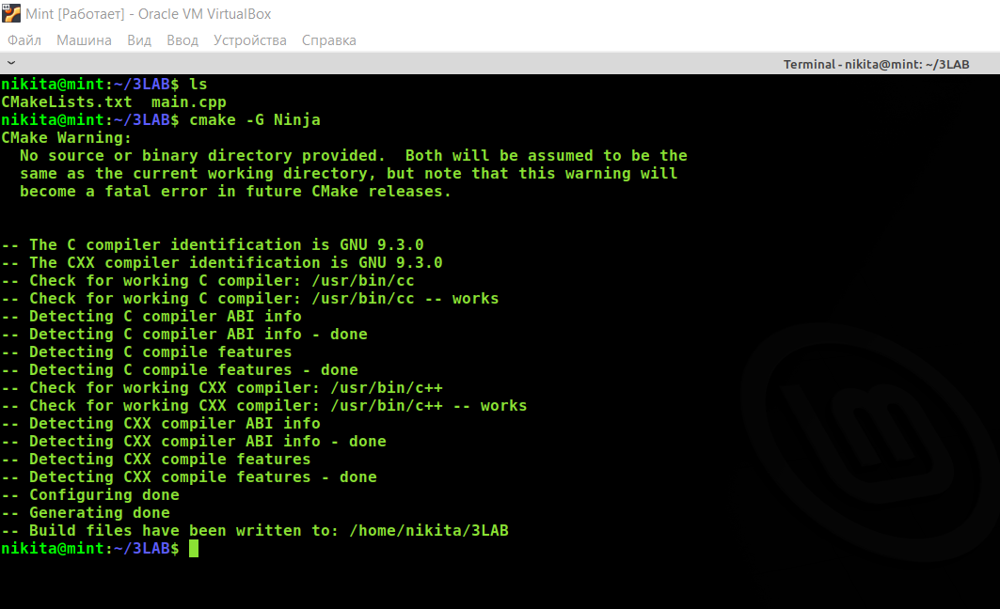 Mint [Работает] - Oracle VM VirtualBox
Файл Машина Вид Ввод Устройства Справка
Terminal - nikita@mint: ~/3LAB
nikita@mint:~/3LAB$ ls
CMakeLists.txt  main.cpp
nikita@mint:~/3LAB$ cmake -G Ninja
CMake Warning:
  No source or binary directory provided.  Both will be assumed to be the
  same as the current working directory, but note that this warning will
  become a fatal error in future CMake releases.
-- The C compiler identification is GNU 9.3.0
-- The CXX compiler identification is GNU 9.3.0
-- Check for working C compiler: /usr/bin/cc
-- Check for working C compiler: /usr/bin/cc -- works
-- Detecting C compiler ABI info
-- Detecting C compiler ABI info - done
-- Detecting C compile features
-- Detecting C compile features - done
-- Check for working CXX compiler: /usr/bin/c++
-- Check for working CXX compiler: /usr/bin/c++ -- works
-- Detecting CXX compiler ABI info
-- Detecting CXX compiler ABI info - done
-- Detecting CXX compile features
-- Detecting CXX compile features - done
-- Configuring done
-- Generating done
-- Build files have been written to: /home/nikita/3LAB
nikita@mint:~/3LAB$